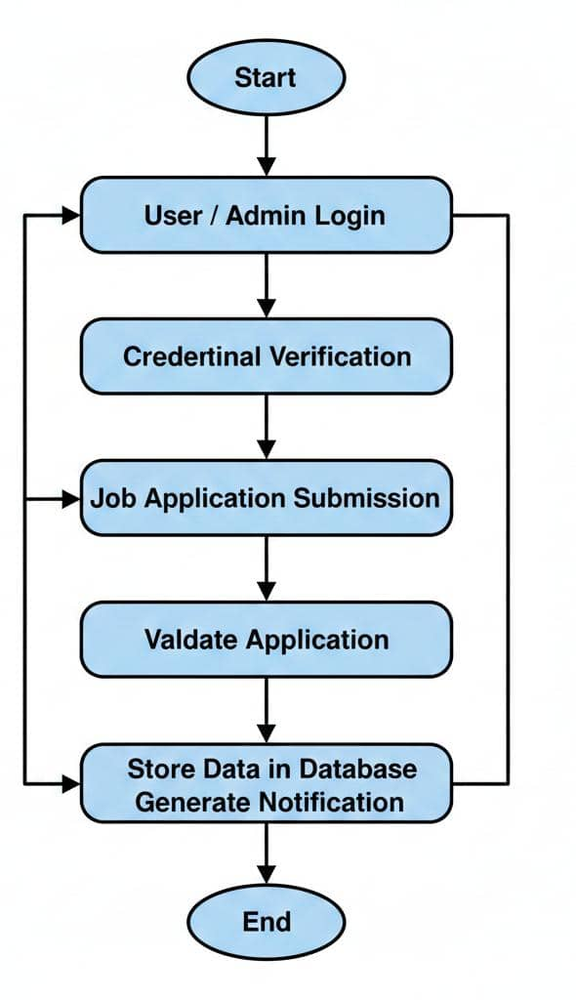 Start
User / Admin Login
Credertinal Verification
Job Application Submission
Valdate Application
Store Data in Database
Generate Notification
End